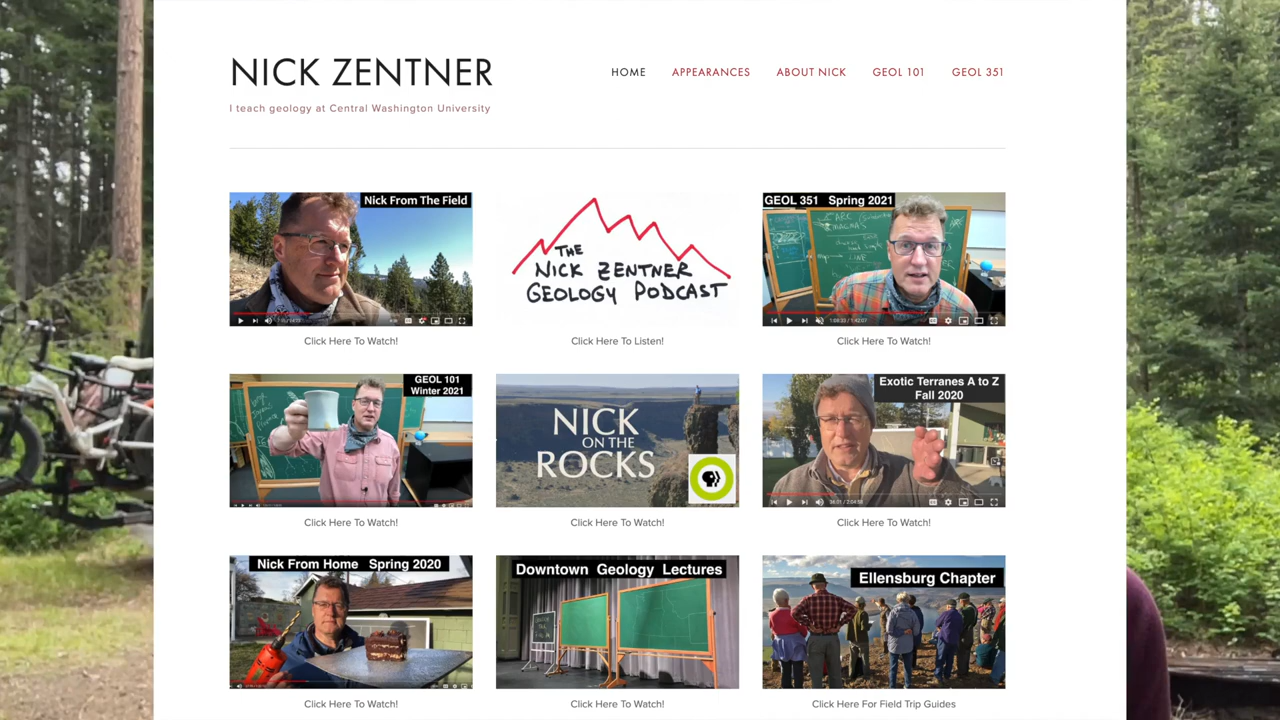 NICK ZENTNER
HOME APPEARANCES ABOUT NICK GEOL 101 GEOL 351
I teach geology at Central Washington University
Nick From The Field
THE
NICK ZENTNER
GEOLOGY PODCAST
GEOL 351 Spring 2021
Click Here To Watch!
Click Here To Listen!
Click Here To Watch!
GEOL 101
Winter 2021
NICK
ON THE
ROCKS
Exotic Terranes A to Z
Fall 2020
Click Here To Watch!
Click Here To Watch!
Click Here To Watch!
Nick From Home Spring 2020
Downtown Geology Lectures
Ellensburg Chapter
Click Here To Watch!
Click Here To Watch!
Click Here For Field Trip Guides